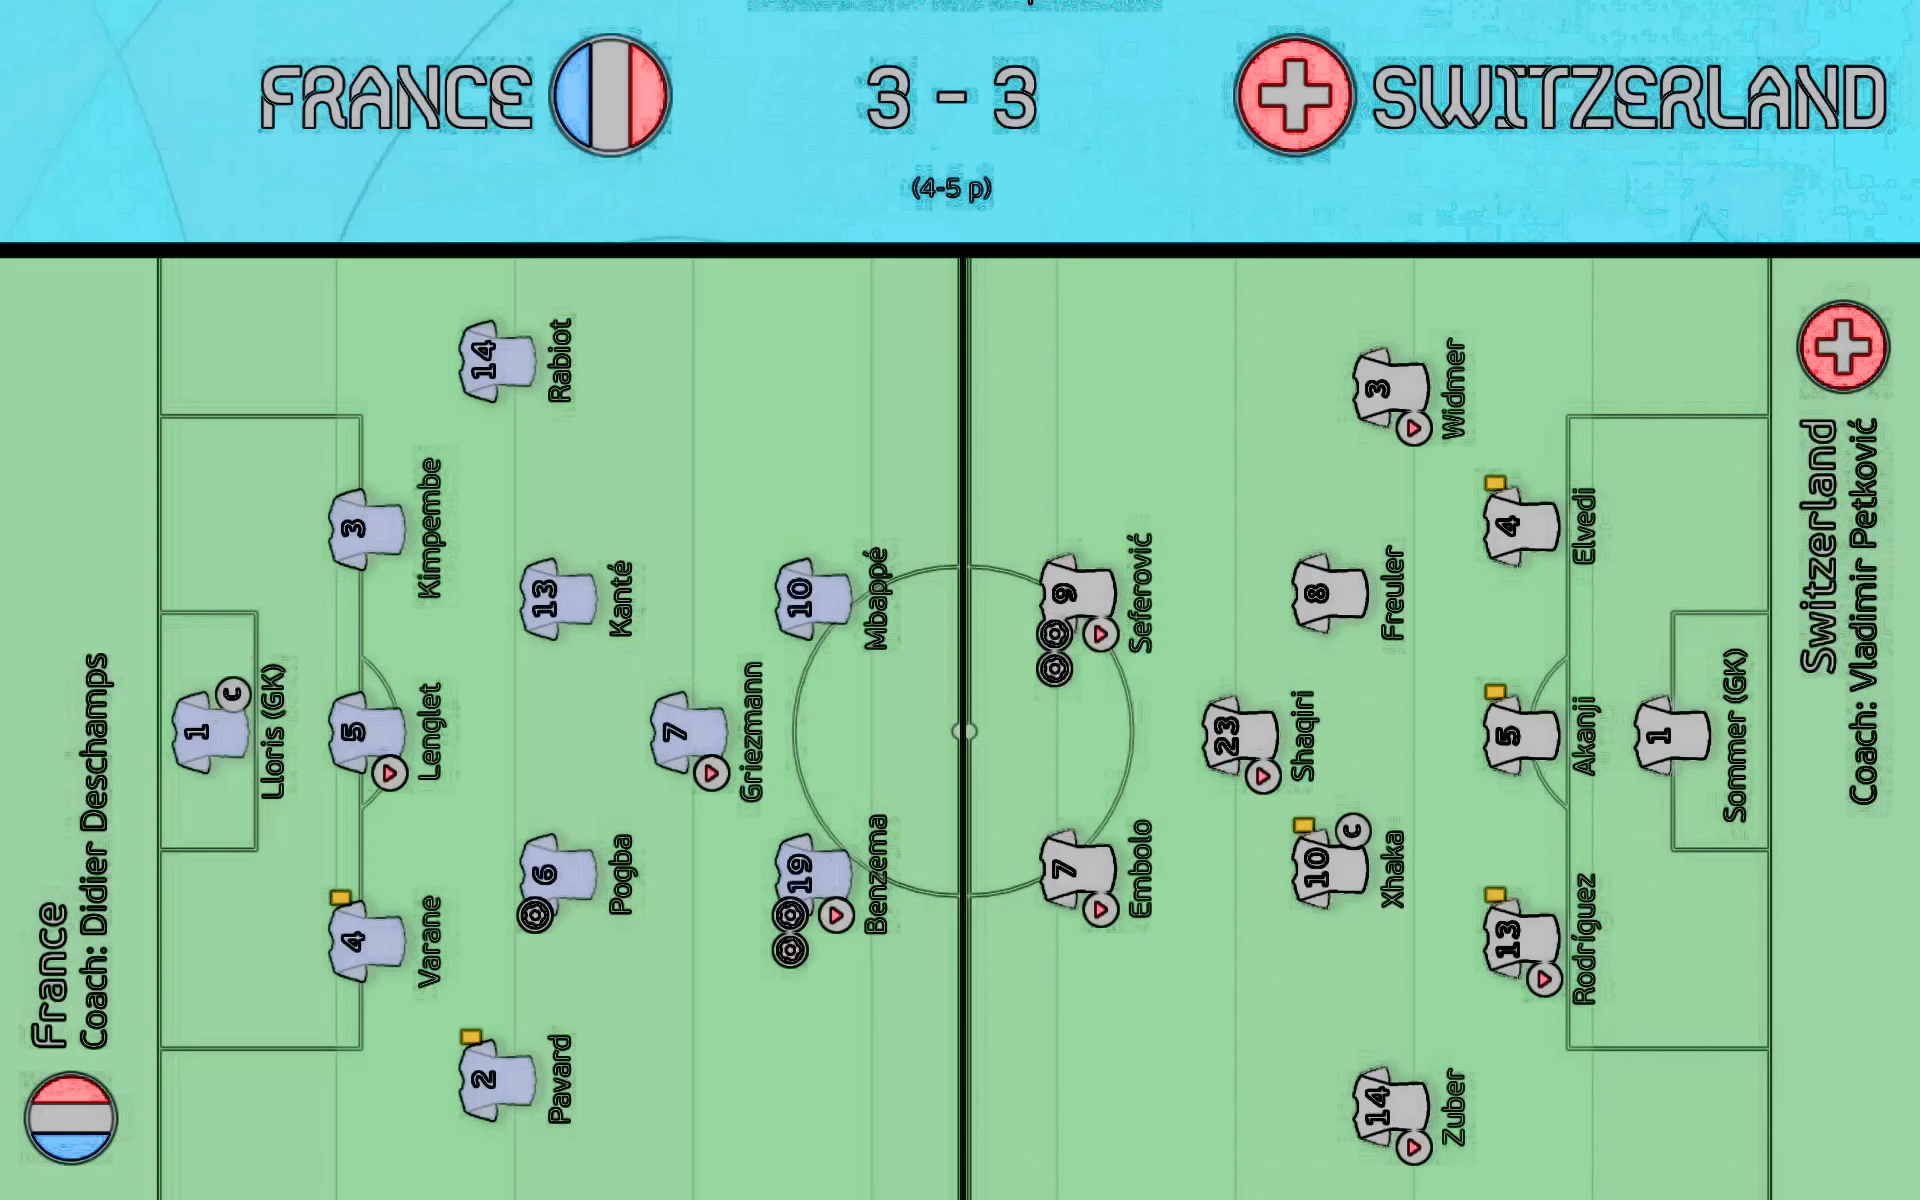 FRANCE 3 - 3 SWITZERLAND
(4-5 p)
France
Coach: Didier Deschamps
1 C
Lloris (GK)
3
Kimpembe
5
Lenglet
4
Varane
14
Rabiot
13
Kanté
6
Pogba
2
Pavard
7
Griezmann
10
Mbappé
19
Benzema
9
Seferović
7
Embolo
23
Shaqiri
3
Widmer
8
Freuler
10 C
Xhaka
14
Zuber
4
Elvedi
5
Akanji
13
Rodríguez
1
Sommer (GK)
Switzerland
Coach: Vladimir Petković